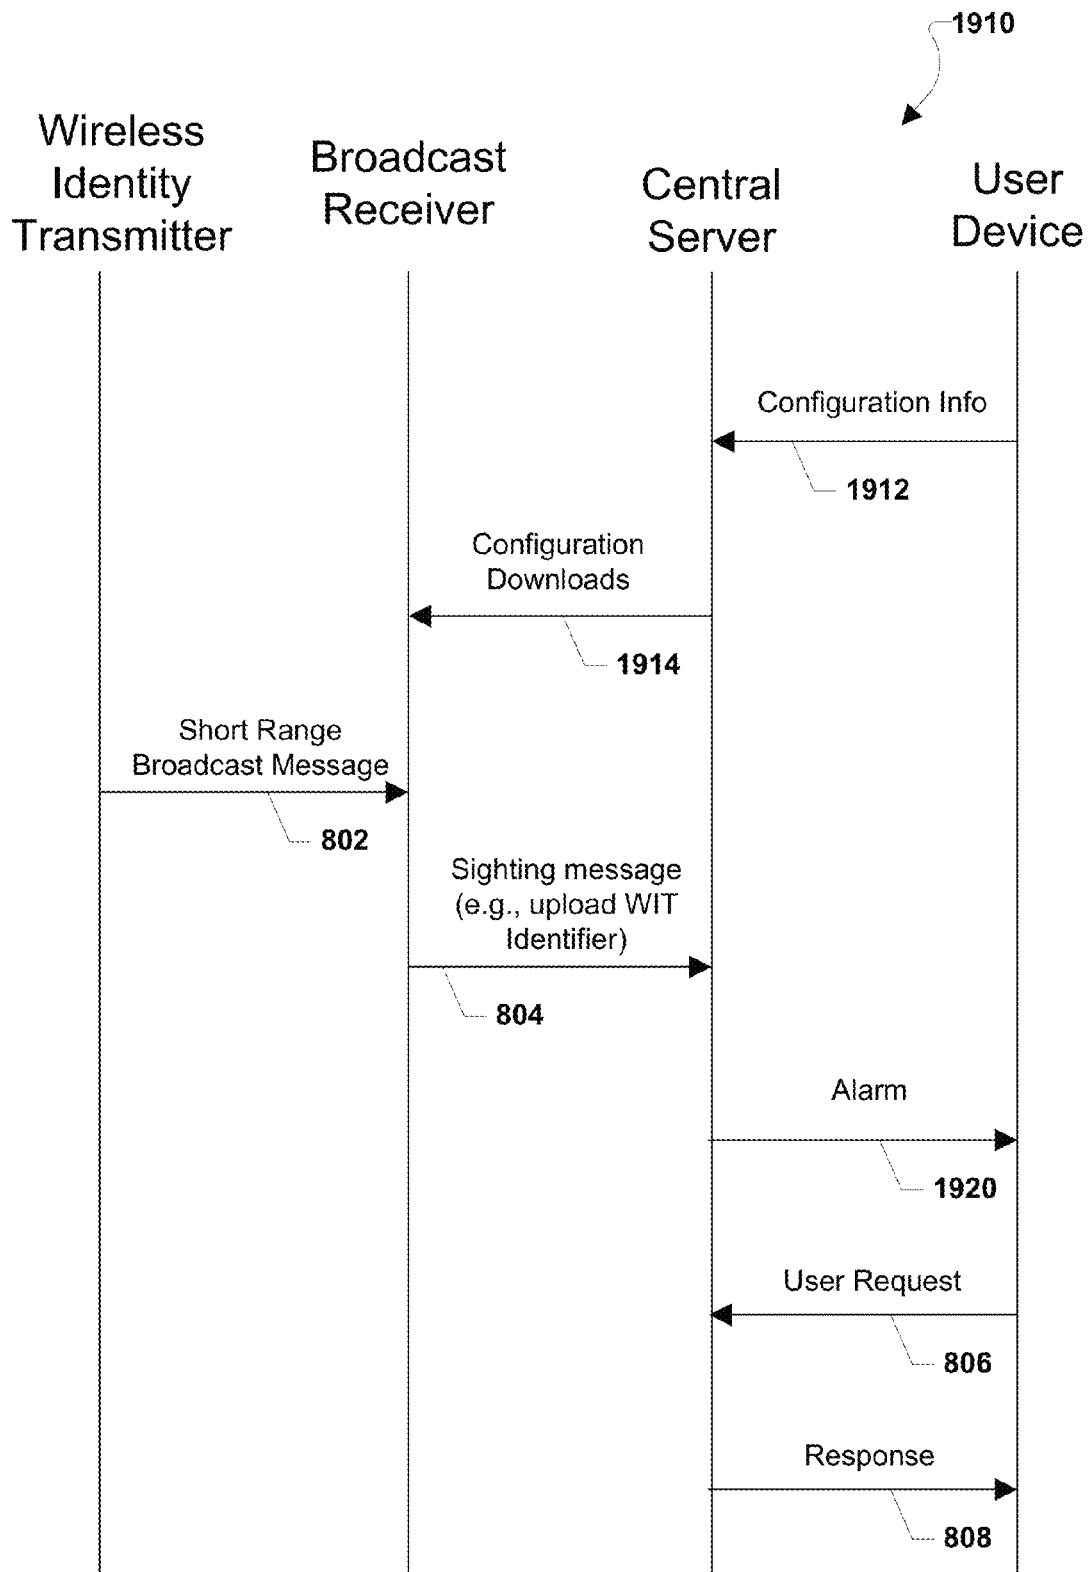 1910
Wireless
Identity
Transmitter
Broadcast
Receiver
Central
Server
User
Device
Configuration Info
1912
Configuration
Downloads
1914
Short Range
Broadcast Message
802
Sighting message
(e.g., upload WIT
Identifier)
804
Alarm
1920
User Request
806
Response
808